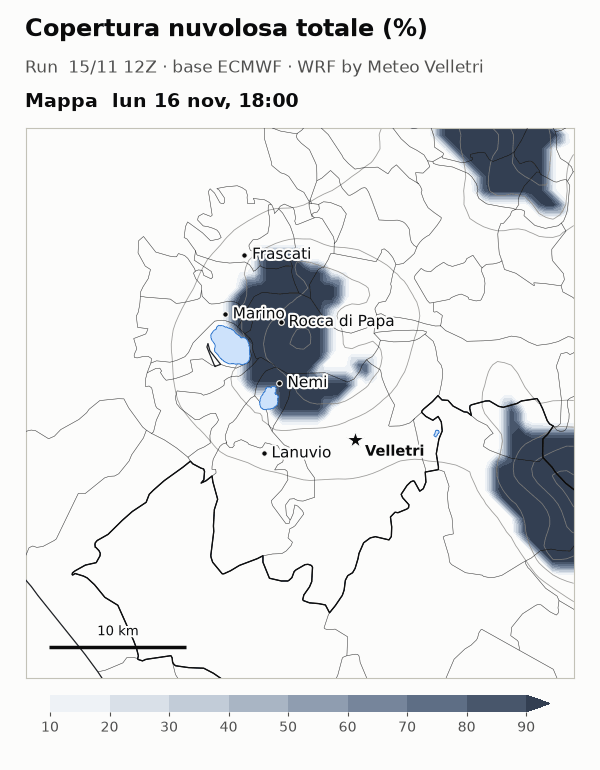 Copertura nuvolosa totale (%)
Run  15/11 12Z · base ECMWF · WRF by Meteo Velletri
Mappa  lun 16 nov, 18:00
Frascati
Marino
Rocca di Papa
Nemi
Velletri
Lanuvio
10 km
10 20 30 40 50 60 70 80 90